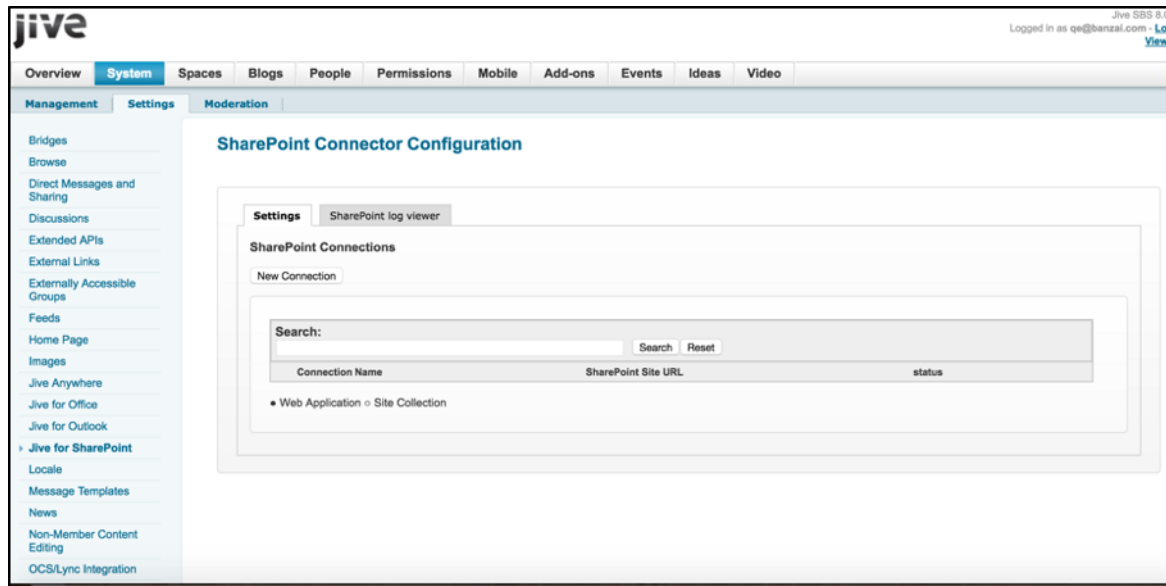 jive
Jive SBS 8.0
Logged in as qe@banzai.com - Lo
View
Overview System Spaces Blogs People Permissions Mobile Add-ons Events Ideas Video
Management Settings Moderation
Bridges
Browse
Direct Messages and
Sharing
Discussions
Extended APIs
External Links
Externally Accessible
Groups
Feeds
Home Page
Images
Jive Anywhere
Jive for Office
Jive for Outlook
Jive for SharePoint
Locale
Message Templates
News
Non-Member Content
Editing
OCS/Lync Integration
SharePoint Connector Configuration
Settings SharePoint log viewer
SharePoint Connections
New Connection
Search:
Search Reset
Connection Name SharePoint Site URL status
● Web Application ○ Site Collection